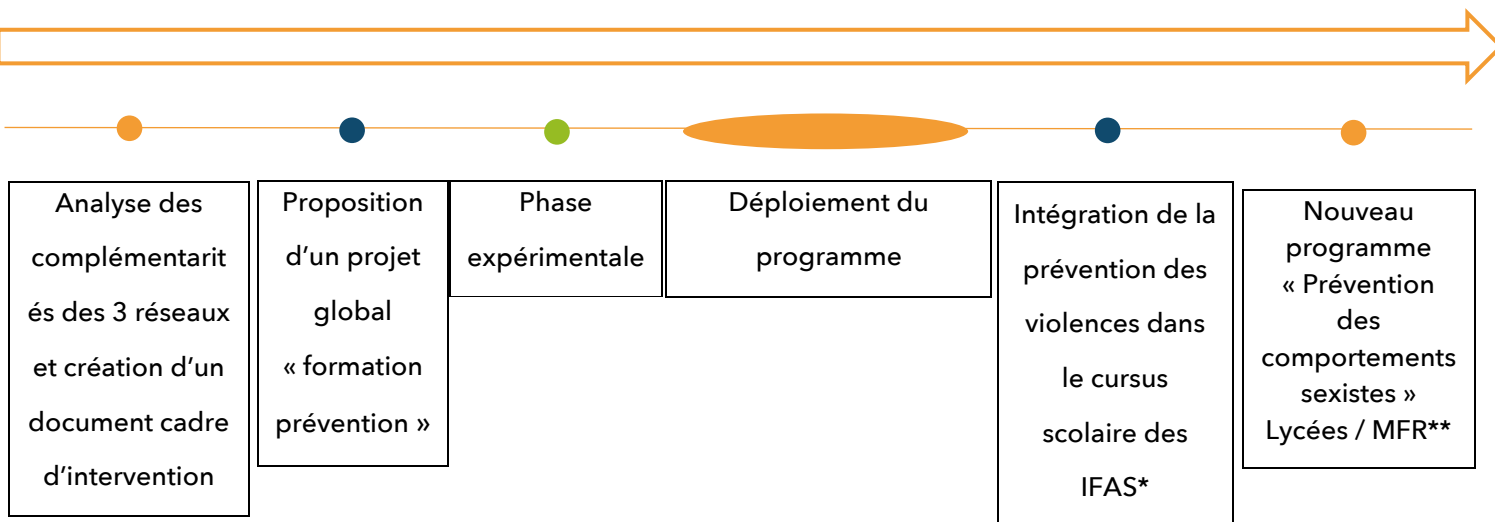 Analyse des
complémentarit
és des 3 réseaux
et création d’un
document cadre
d’intervention
Proposition
d’un projet
global
« formation
prévention »
Phase
expérimentale
Déploiement du
programme
Intégration de la
prévention des
violences dans
le cursus
scolaire des
IFAS*
Nouveau
programme
« Prévention
des
comportements
sexistes »
Lycées / MFR**